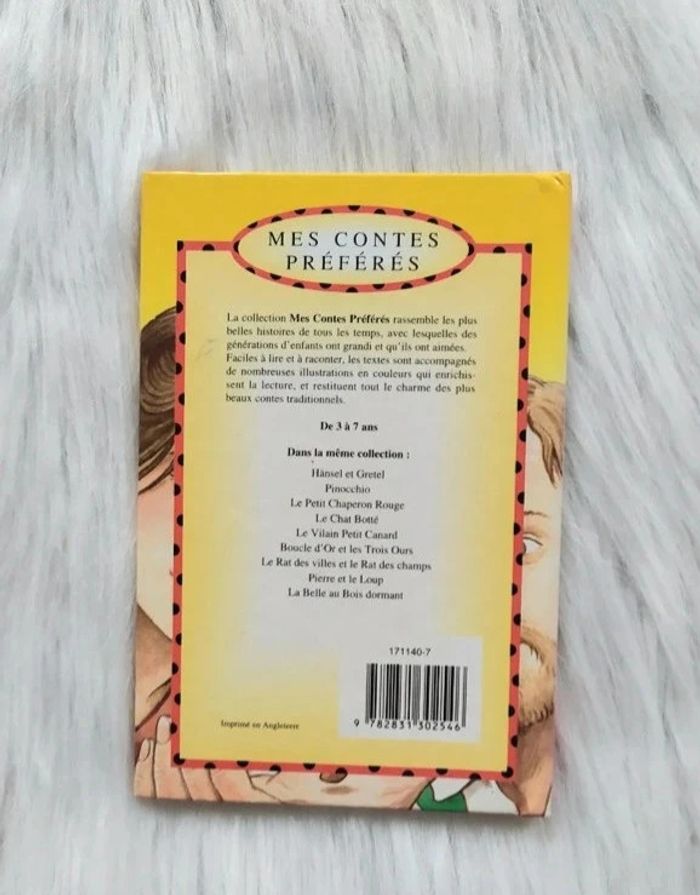 MES CONTES
PRÉFÉRÉS
La collection Mes Contes Préférés rassemble les plus
belles histoires de tous les temps, avec lesquelles des
générations d'enfants ont grandi et qu'ils ont aimées.
Faciles à lire et à raconter, les textes sont accompagnés
de nombreuses illustrations en couleurs qui enrichis-
sent la lecture, et restituent tout le charme des plus
beaux contes traditionnels.
De 3 à 7 ans
Dans la même collection :
Hänsel et Gretel
Pinocchio
Le Petit Chaperon Rouge
Le Chat Botté
Le Vilain Petit Canard
Boucle d'Or et les Trois Ours
Le Rat des villes et le Rat des champs
Pierre et le Loup
La Belle au Bois dormant
171140-7
9 782831 302546
Imprimé en Angleterre